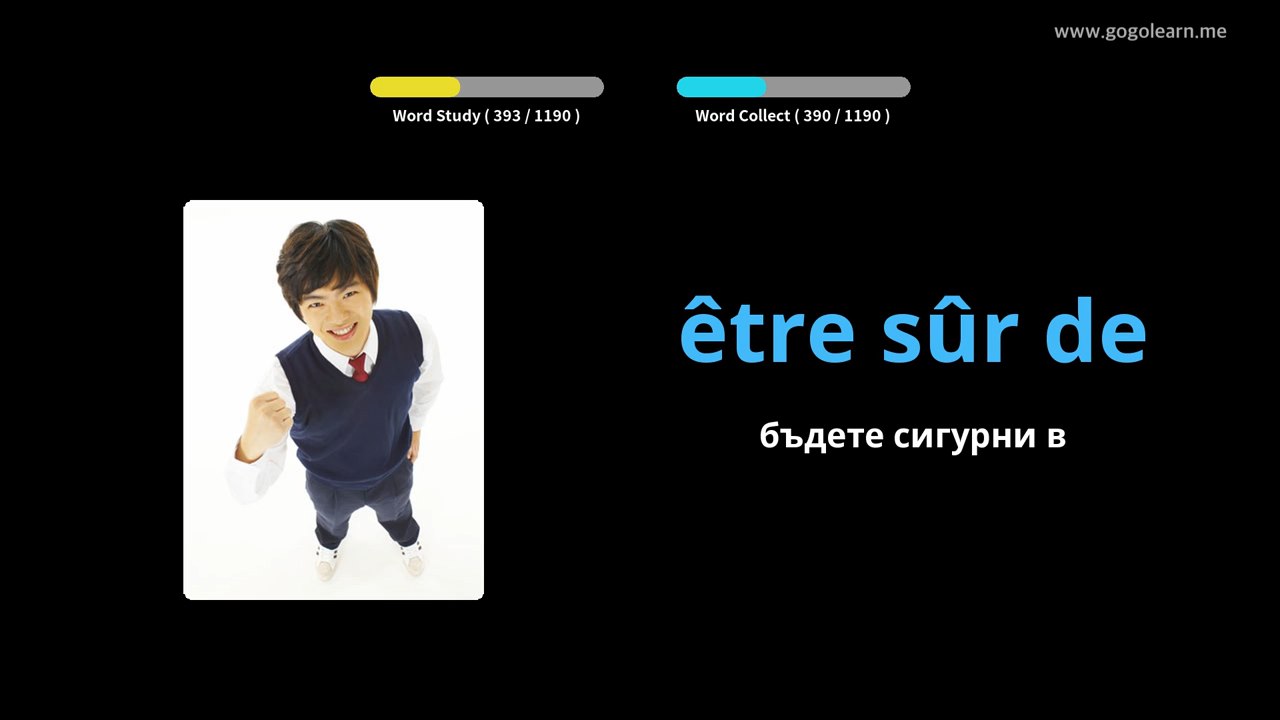 www.gogolearn.me
Word Study ( 393 / 1190 )
Word Collect ( 390 / 1190 )
être sûr de
бъдете сигурни в